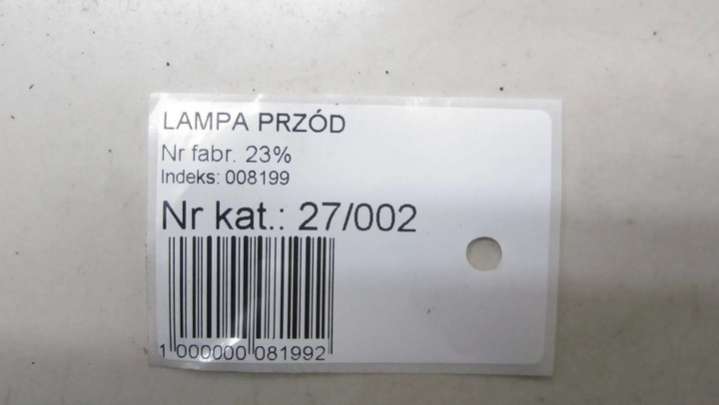 LAMPA PRZÓD
Nr fabr. 23%
Indeks: 008199
Nr kat.: 27/002
1 000000 081992